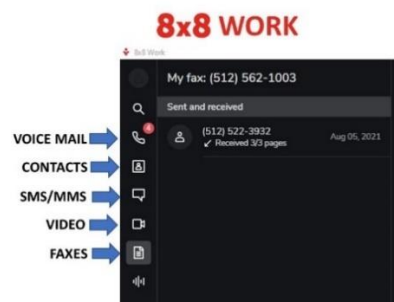 8x8 WORK
8x8 Work
My fax: (512) 562-1003
Sent and received
4
(512) 522-3932
Aug 05, 2021
Received 3/3 pages
VOICE MAIL
CONTACTS
SMS/MMS
VIDEO
FAXES